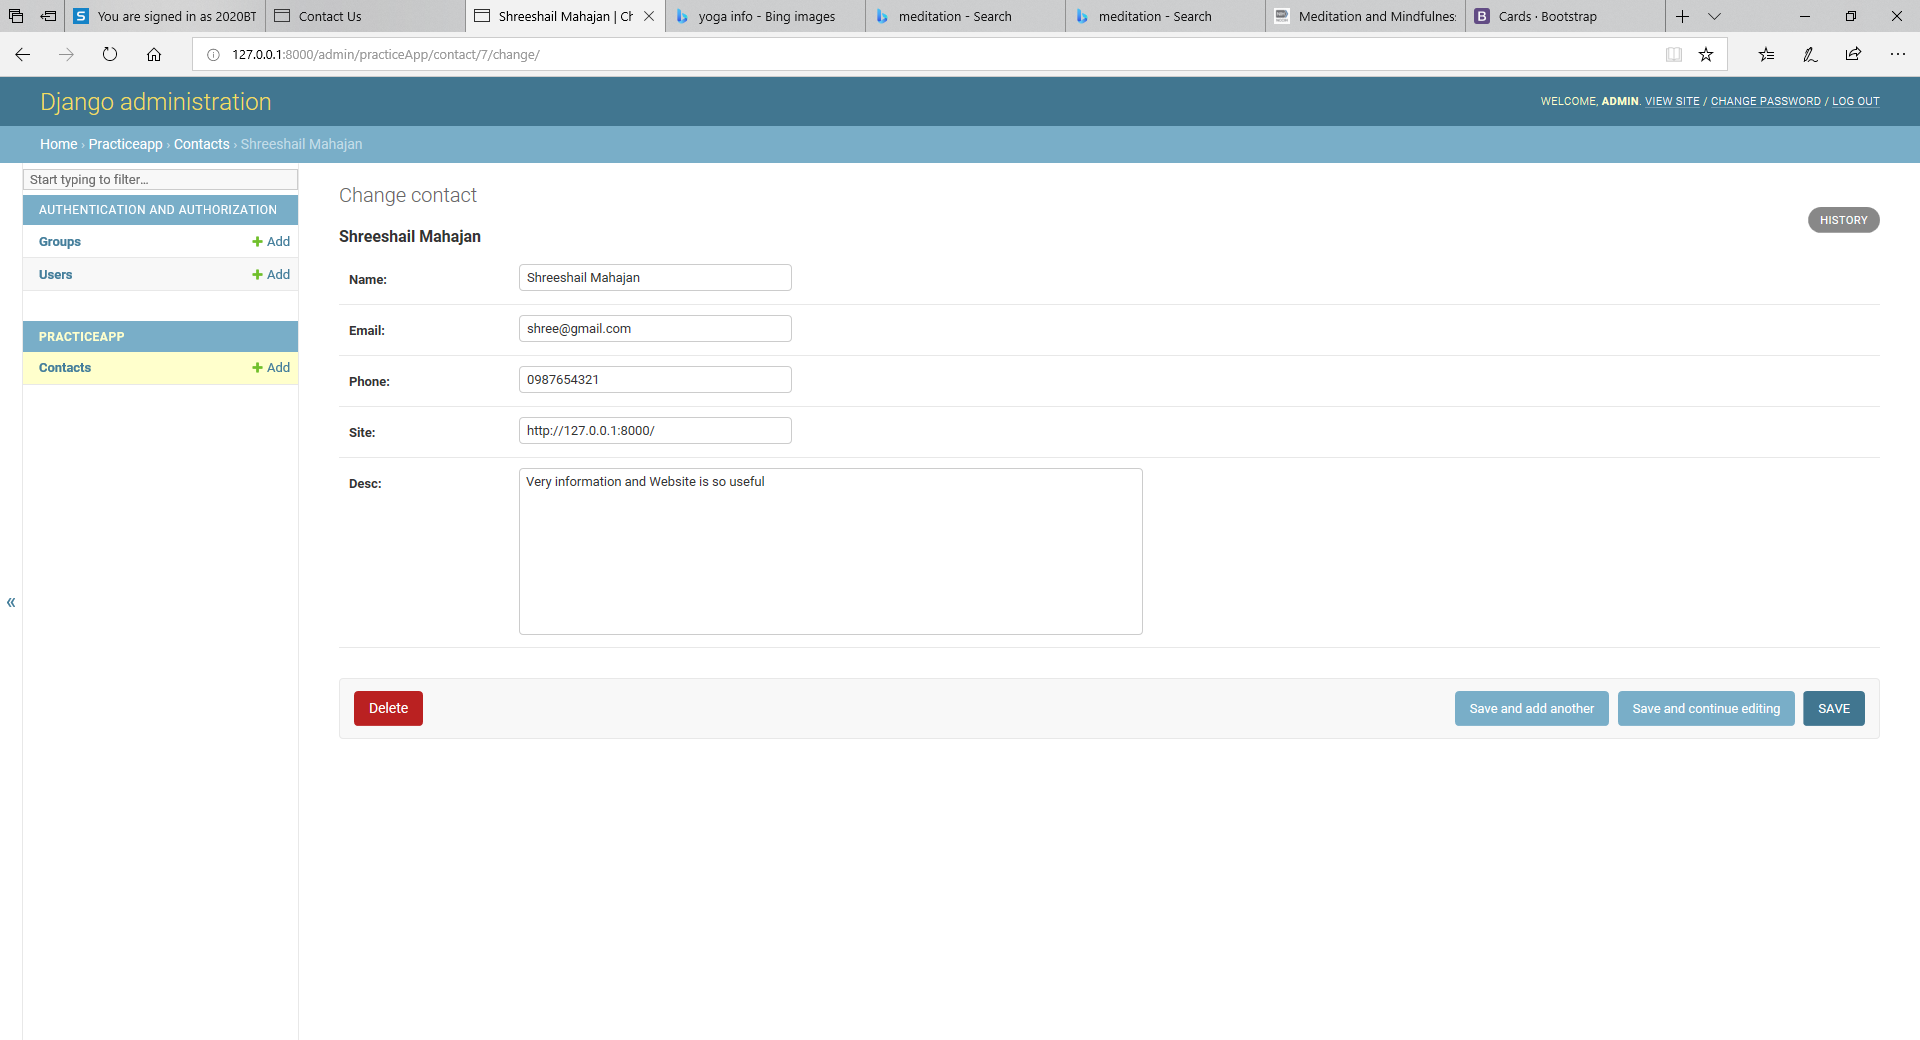 You are signed in as 2020BT
Contact Us
Shreeshail Mahajan | Ch
yoga info - Bing images
meditation - Search
meditation - Search
Meditation and Mindfulness
Cards · Bootstrap
127.0.0.1:8000/admin/practiceApp/contact/7/change/
Django administration
WELCOME, ADMIN. VIEW SITE / CHANGE PASSWORD / LOG OUT
Home › Practiceapp › Contacts › Shreeshail Mahajan
Start typing to filter...
AUTHENTICATION AND AUTHORIZATION
Groups + Add
Users + Add
PRACTICEAPP
Contacts + Add
«
Change contact
HISTORY
Shreeshail Mahajan
Name: Shreeshail Mahajan
Email: shree@gmail.com
Phone: 0987654321
Site: http://127.0.0.1:8000/
Desc: Very information and Website is so useful
Delete
Save and add another
Save and continue editing
SAVE